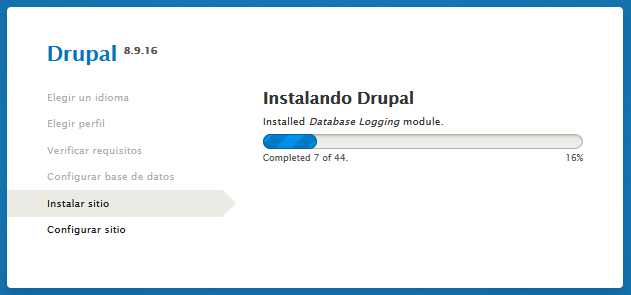 Drupal 8.9.16
Elegir un idioma
Elegir perfil
Verificar requisitos
Configurar base de datos
Instalar sitio
Configurar sitio
Instalando Drupal
Installed Database Logging module.
Completed 7 of 44. 16%